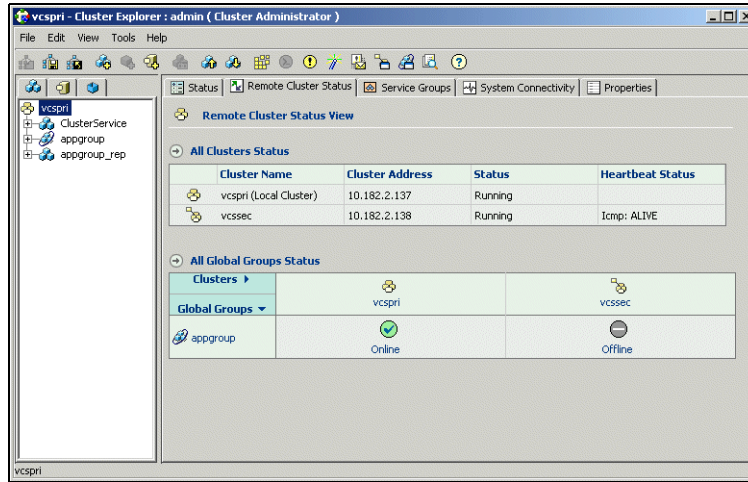 vcspri - Cluster Explorer : admin ( Cluster Administrator )
File Edit View Tools Help
Status Remote Cluster Status Service Groups System Connectivity Properties
vcspri
ClusterService
appgroup
appgroup_rep
Remote Cluster Status View
All Clusters Status
Cluster Name Cluster Address Status Heartbeat Status
vcspri (Local Cluster) 10.182.2.137 Running
vcssec 10.182.2.138 Running Icmp: ALIVE
All Global Groups Status
Clusters
vcspri vcssec
Global Groups
appgroup
Online Offline
vcspri